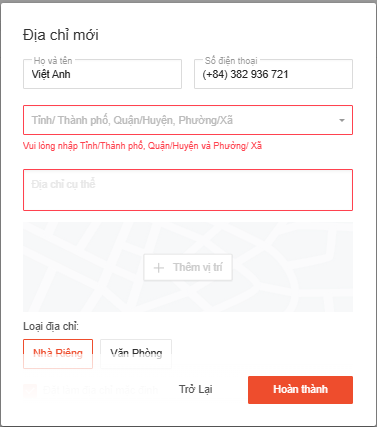 Địa chỉ mới
Họ và tên
Số điện thoại
Việt Anh
(+84) 382 936 721
Tỉnh/ Thành phố, Quận/Huyện, Phường/Xã
Vui lòng nhập Tỉnh/Thành phố, Quận/Huyện và Phường/ Xã
Địa chỉ cụ thể
+ Thêm vị trí
Loại địa chỉ:
Nhà Riêng
Văn Phòng
Trở Lại
Hoàn thành